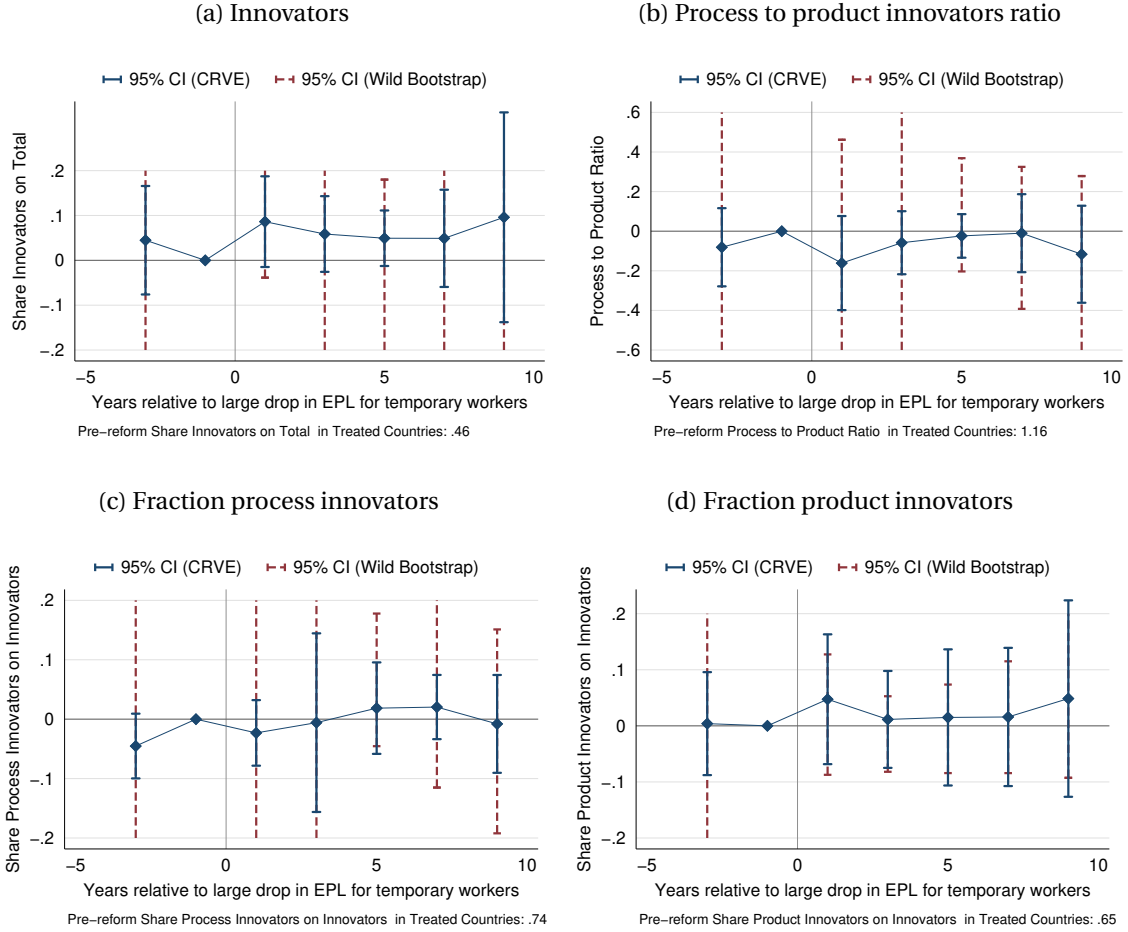 (a) Innovators
95% CI (CRVE) 95% CI (Wild Bootstrap)
Share Innovators on Total
.2
.1
0
−.1
−.2
−5 0 5 10
Years relative to large drop in EPL for temporary workers
Pre−reform Share Innovators on Total in Treated Countries: .46
(b) Process to product innovators ratio
95% CI (CRVE) 95% CI (Wild Bootstrap)
Process to Product Ratio
.6
.4
.2
0
−.2
−.4
−.6
−5 0 5 10
Years relative to large drop in EPL for temporary workers
Pre−reform Process to Product Ratio in Treated Countries: 1.16
(c) Fraction process innovators
95% CI (CRVE) 95% CI (Wild Bootstrap)
Share Process Innovators on Innovators
.2
.1
0
−.1
−.2
−5 0 5 10
Years relative to large drop in EPL for temporary workers
Pre−reform Share Process Innovators on Innovators in Treated Countries: .74
(d) Fraction product innovators
95% CI (CRVE) 95% CI (Wild Bootstrap)
Share Product Innovators on Innovators
.2
.1
0
−.1
−.2
−5 0 5 10
Years relative to large drop in EPL for temporary workers
Pre−reform Share Product Innovators on Innovators in Treated Countries: .65